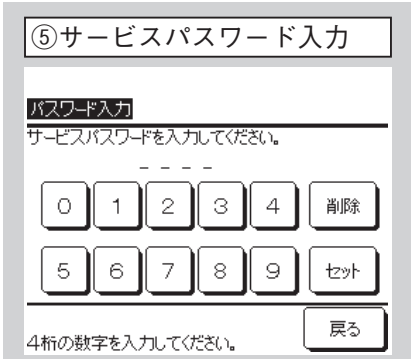 ⑤サービスパスワード入力
パスワード入力
サービスパスワードを入力してください。
- - - -
0 1 2 3 4 削除
5 6 7 8 9 セット
4桁の数字を入力してください。 戻る